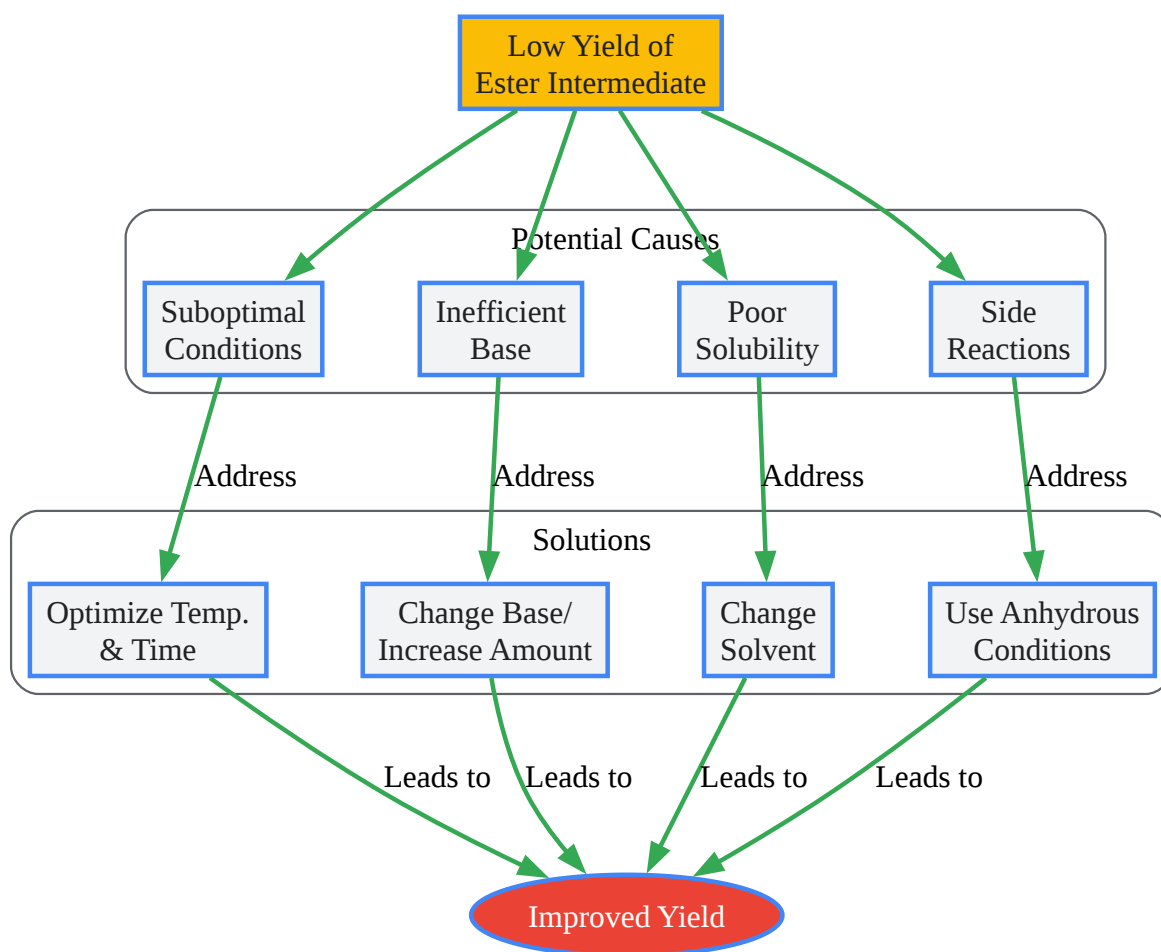 Low Yield of
Ester Intermediate
Potential Causes
Suboptimal
Conditions
Inefficient
Base
Poor
Solubility
Side
Reactions
Address
Address
Address
Address
Solutions
Optimize Temp.
& Time
Change Base/
Increase Amount
Change
Solvent
Use Anhydrous
Conditions
Leads to
Leads to
Leads to
Leads to
Improved Yield